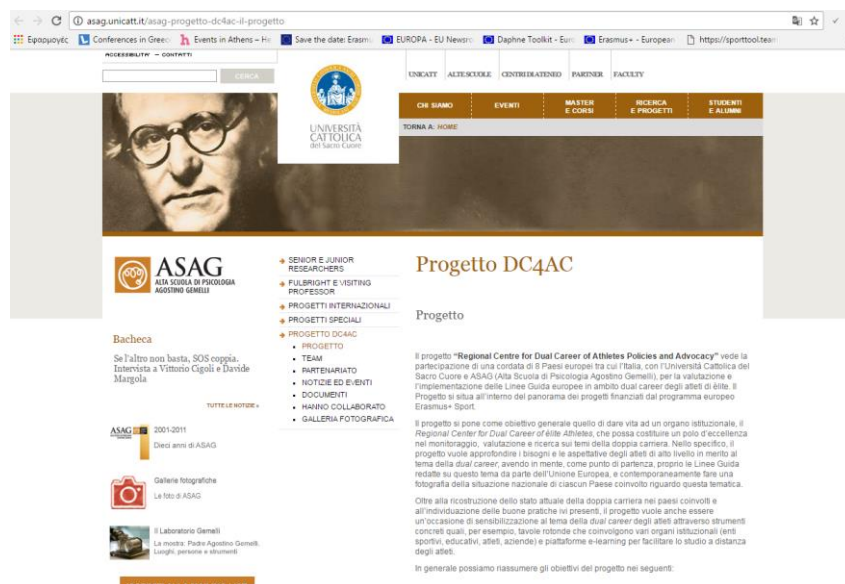 asag.unicatt.it/asag-progetto-dc4ac-il-progetto
Εφαρμογές Conferences in Greece Events in Athens – He Save the date: Erasmu EUROPA - EU Newsro Daphne Toolkit - Euro Erasmus+ - European https://sporttool.team
ACCESSIBILITA' – CONTATTI
CERCA
UNICATT ALTESCUOLE CENTRI DI ATENEO PARTNER FACULTY
CHI SIAMO
EVENTI
MASTER
E CORSI
RICERCA
E PROGETTI
STUDENTI
E ALUMNI
UNIVERSITÀ
CATTOLICA
del Sacro Cuore
TORNA A: HOME
ASAG
ALTA SCUOLA DI PSICOLOGIA
AGOSTINO GEMELLI
Bacheca
Se l'altro non basta, SOS coppia.
Intervista a Vittorio Cigoli e Davide
Margola
TUTTE LE NOTIZIE »
ASAG
2001-2011
Dieci anni di ASAG
Gallerie fotografiche
Le foto di ASAG
Il Laboratorio Gemelli
La mostra: Padre Agostino Gemelli.
Luoghi, persone e strumenti
SENIOR E JUNIOR
RESEARCHERS
FULBRIGHT E VISITING
PROFESSOR
PROGETTI INTERNAZIONALI
PROGETTI SPECIALI
PROGETTO DC4AC
PROGETTO
TEAM
PARTENARIATO
NOTIZIE ED EVENTI
DOCUMENTI
HANNO COLLABORATO
GALLERIA FOTOGRAFICA
Progetto DC4AC
Progetto
Il progetto "Regional Centre for Dual Career of Athletes Policies and Advocacy" vede la
partecipazione di una cordata di 8 Paesi europei tra cui l'Italia, con l'Università Cattolica del
Sacro Cuore e ASAG (Alta Scuola di Psicologia Agostino Gemelli), per la valutazione e
l'implementazione delle Linee Guida europee in ambito dual career degli atleti di élite. Il
Progetto si situa all'interno del panorama dei progetti finanziati dal programma europeo
Erasmus+ Sport.
Il progetto si pone come obiettivo generale quello di dare vita ad un organo istituzionale, il
Regional Center for Dual Career of élite Athletes, che possa costituire un polo d'eccellenza
nel monitoraggio, valutazione e ricerca sui temi della doppia carriera. Nello specifico, il
progetto vuole approfondire i bisogni e le aspettative degli atleti di alto livello in merito al
tema della dual career, avendo in mente, come punto di partenza, proprio le Linee Guida
redatte su questo tema da parte dell'Unione Europea, e contemporaneamente fare una
fotografia della situazione nazionale di ciascun Paese coinvolto riguardo questa tematica.
Oltre alla ricostruzione dello stato attuale della doppia carriera nei paesi coinvolti e
all'individuazione delle buone pratiche ivi presenti, il progetto vuole anche essere
un'occasione di sensibilizzazione al tema della dual career degli atleti attraverso strumenti
concreti quali, per esempio, tavole rotonde che coinvolgono vari organi istituzionali (enti
sportivi, educativi, atleti, aziende) e piattaforme e-learning per facilitare lo studio a distanza
degli atleti.
In generale possiamo riassumere gli obiettivi del progetto nei seguenti: